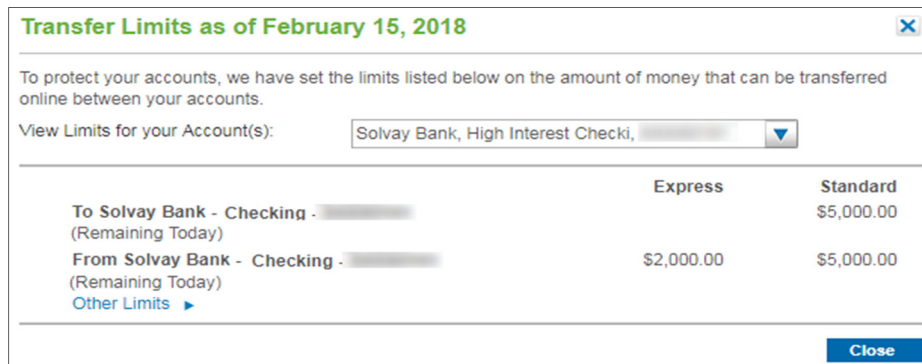 Transfer Limits as of February 15, 2018
To protect your accounts, we have set the limits listed below on the amount of money that can be transferred
online between your accounts.
View Limits for your Account(s): Solvay Bank, High Interest Checki,
Express Standard
To Solvay Bank - Checking - $5,000.00
(Remaining Today)
From Solvay Bank - Checking - $2,000.00 $5,000.00
(Remaining Today)
Other Limits
Close